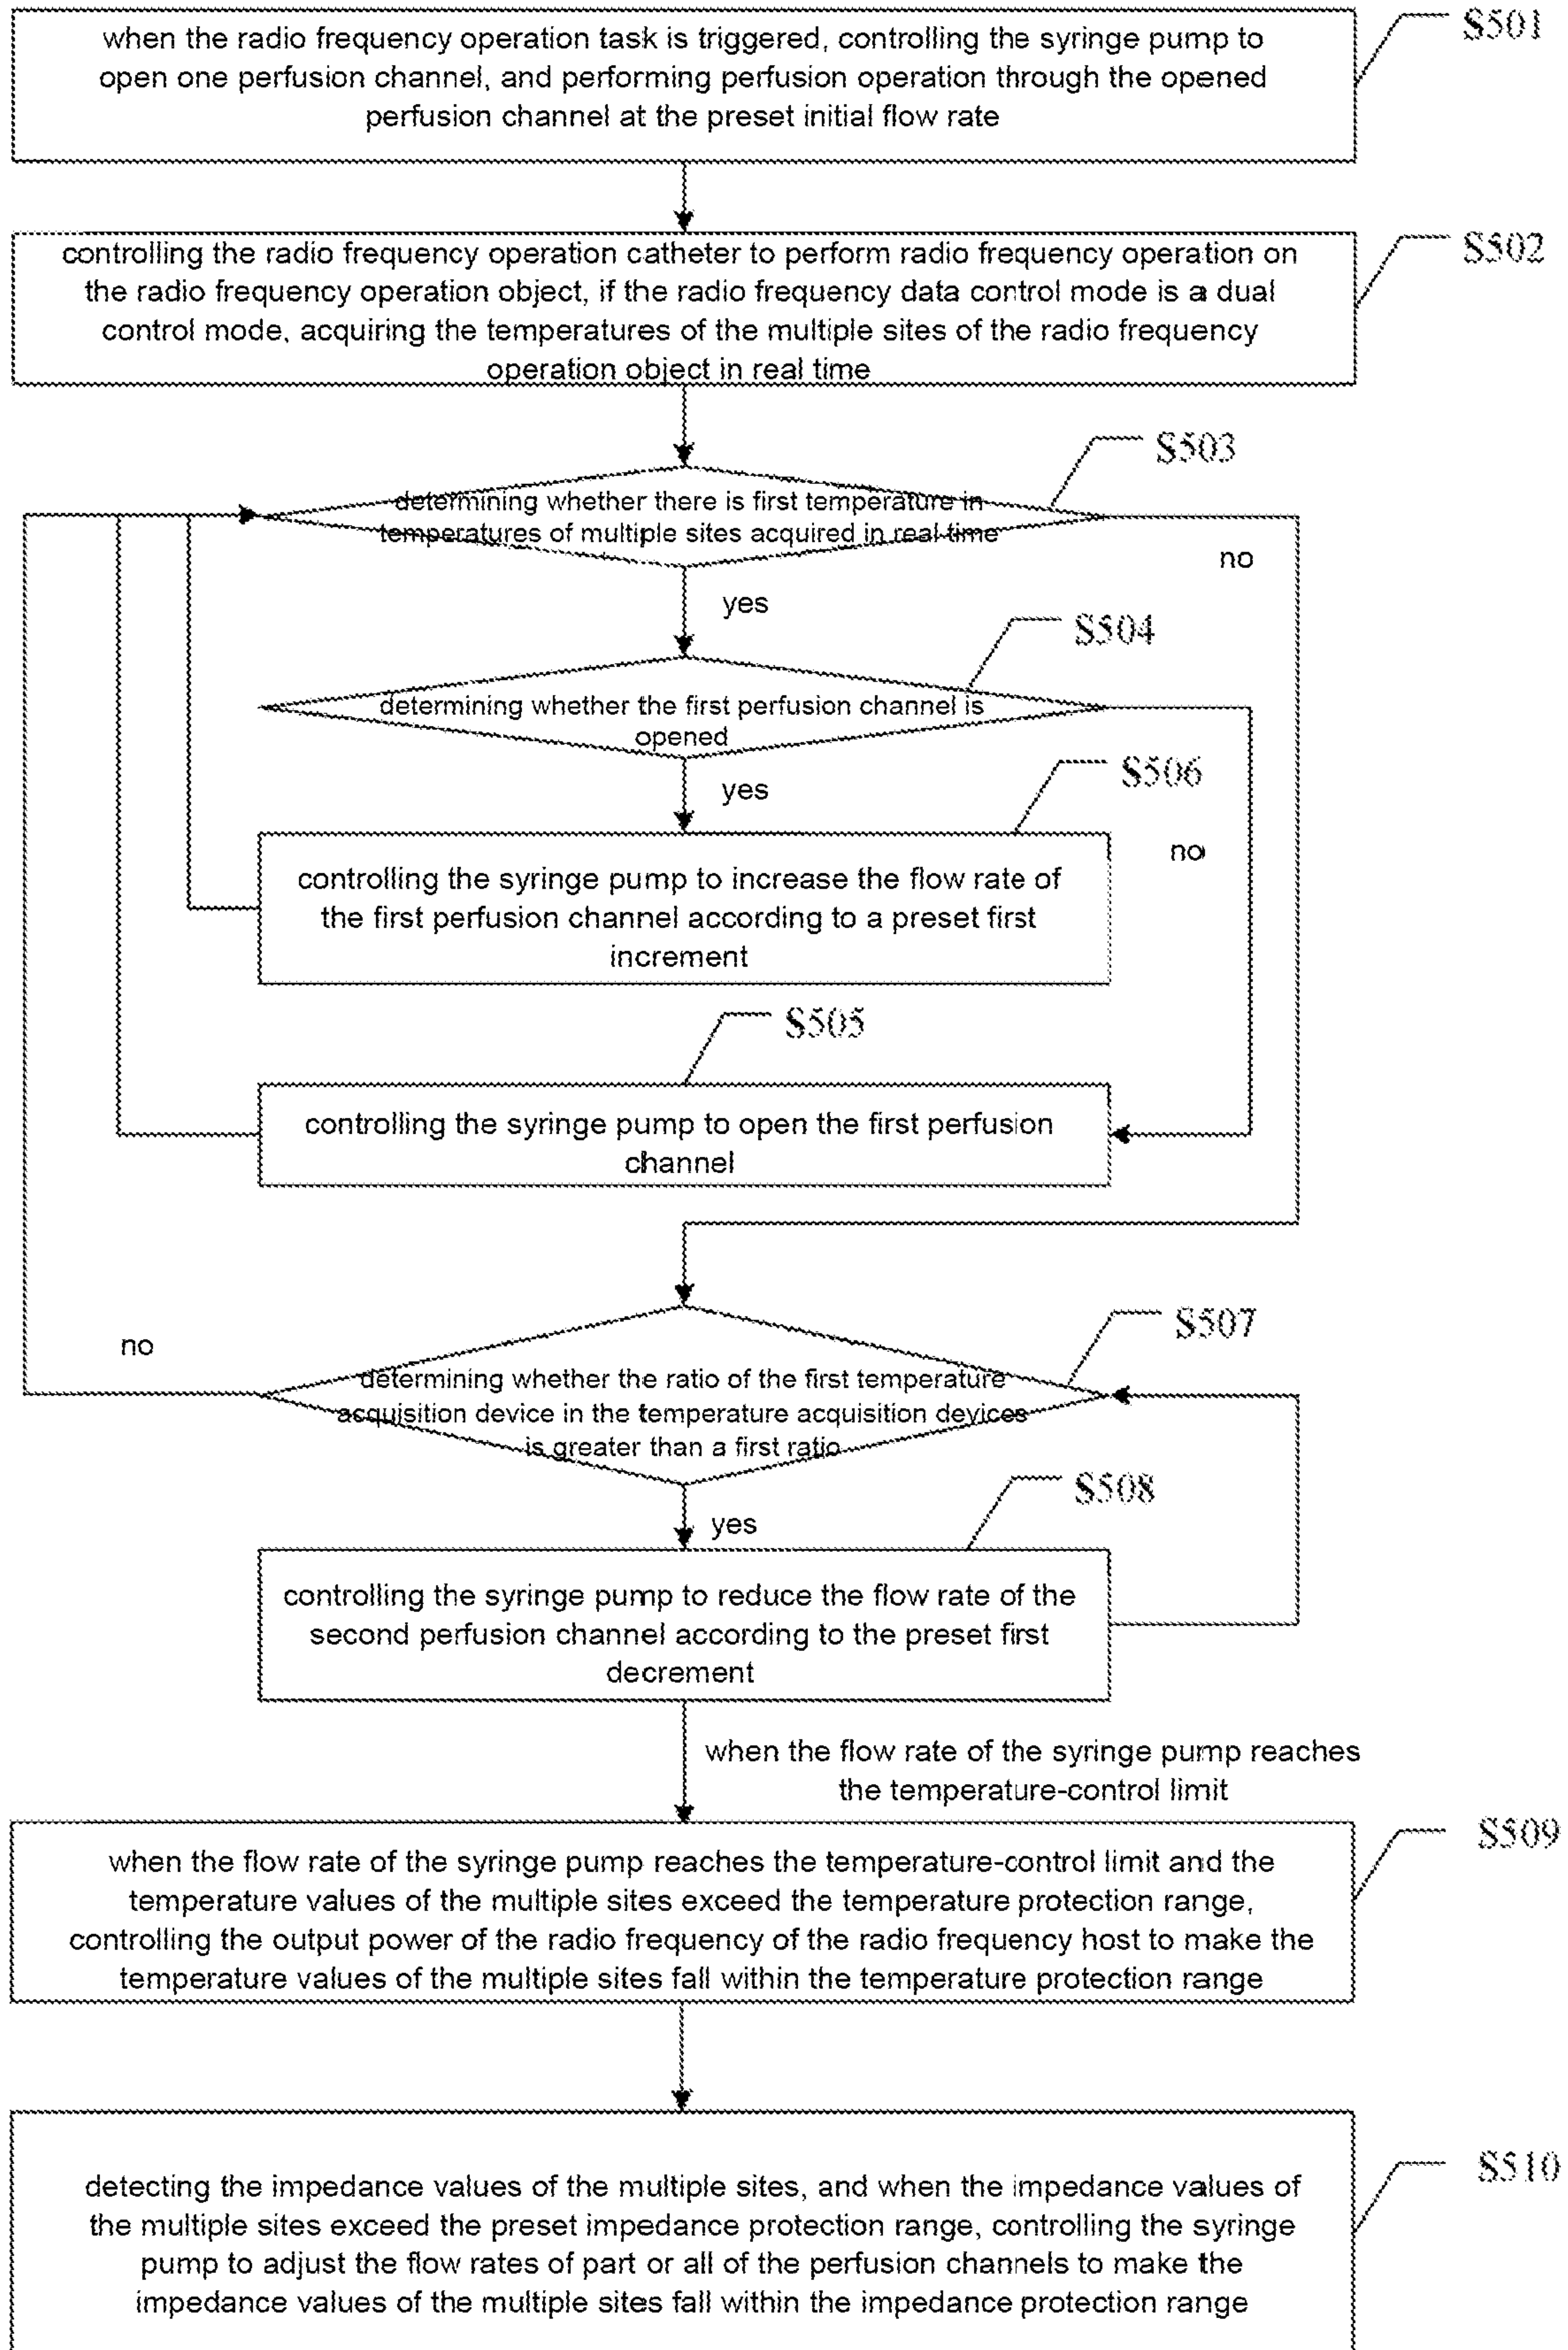 when the radio frequency operation task is triggered, controlling the syringe pump to
open one perfusion channel, and performing perfusion operation through the opened
perfusion channel at the preset initial flow rate
S501
controlling the radio frequency operation catheter to perform radio frequency operation on
the radio frequency operation object, if the radio frequency data control mode is a dual
control mode, acquiring the temperatures of the multiple sites of the radio frequency
operation object in real time
S502
S503
determining whether there is first temperature in
temperatures of multiple sites acquired in real-time
no
yes
S504
determining whether the first perfusion channel is
opened
yes
S506
no
controlling the syringe pump to increase the flow rate of
the first perfusion channel according to a preset first
increment
S505
controlling the syringe pump to open the first perfusion
channel
S507
no
determining whether the ratio of the first temperature
acquisition device in the temperature acquisition devices
is greater than a first ratio
S508
yes
controlling the syringe pump to reduce the flow rate of the
second perfusion channel according to the preset first
decrement
when the flow rate of the syringe pump reaches
the temperature-control limit
S509
when the flow rate of the syringe pump reaches the temperature-control limit and the
temperature values of the multiple sites exceed the temperature protection range,
controlling the output power of the radio frequency of the radio frequency host to make the
temperature values of the multiple sites fall within the temperature protection range
S510
detecting the impedance values of the multiple sites, and when the impedance values of
the multiple sites exceed the preset impedance protection range, controlling the syringe
pump to adjust the flow rates of part or all of the perfusion channels to make the
impedance values of the multiple sites fall within the impedance protection range